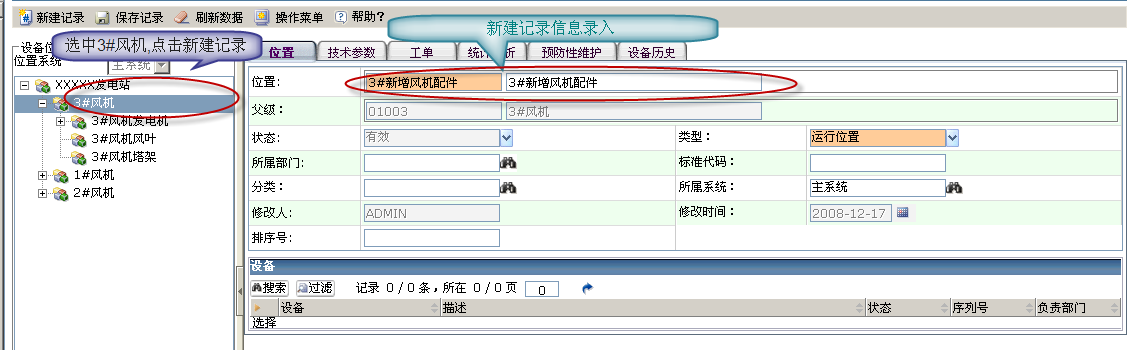 新建记录 保存记录 刷新数据 操作菜单 帮助?
新建记录信息录入
选中3#风机,点击新建记录
设备位
位置系统 主系统
位置 技术参数 工单 统计 析 预防性维护 设备历史
XXXXX发电站
3#风机
3#风机发电机
3#风机风叶
3#风机塔架
1#风机
2#风机
位置: 3#新增风机配件 3#新增风机配件
父级: 01003 3#风机
状态: 有效 类型: 运行位置
所属部门: 标准代码:
分类: 所属系统: 主系统
修改人: ADMIN 修改时间: 2008-12-17
排序号:
设备
搜索 过滤 记录 0 / 0 条,所在 0 / 0 页 0
设备 描述 状态 序列号 负责部门
选择